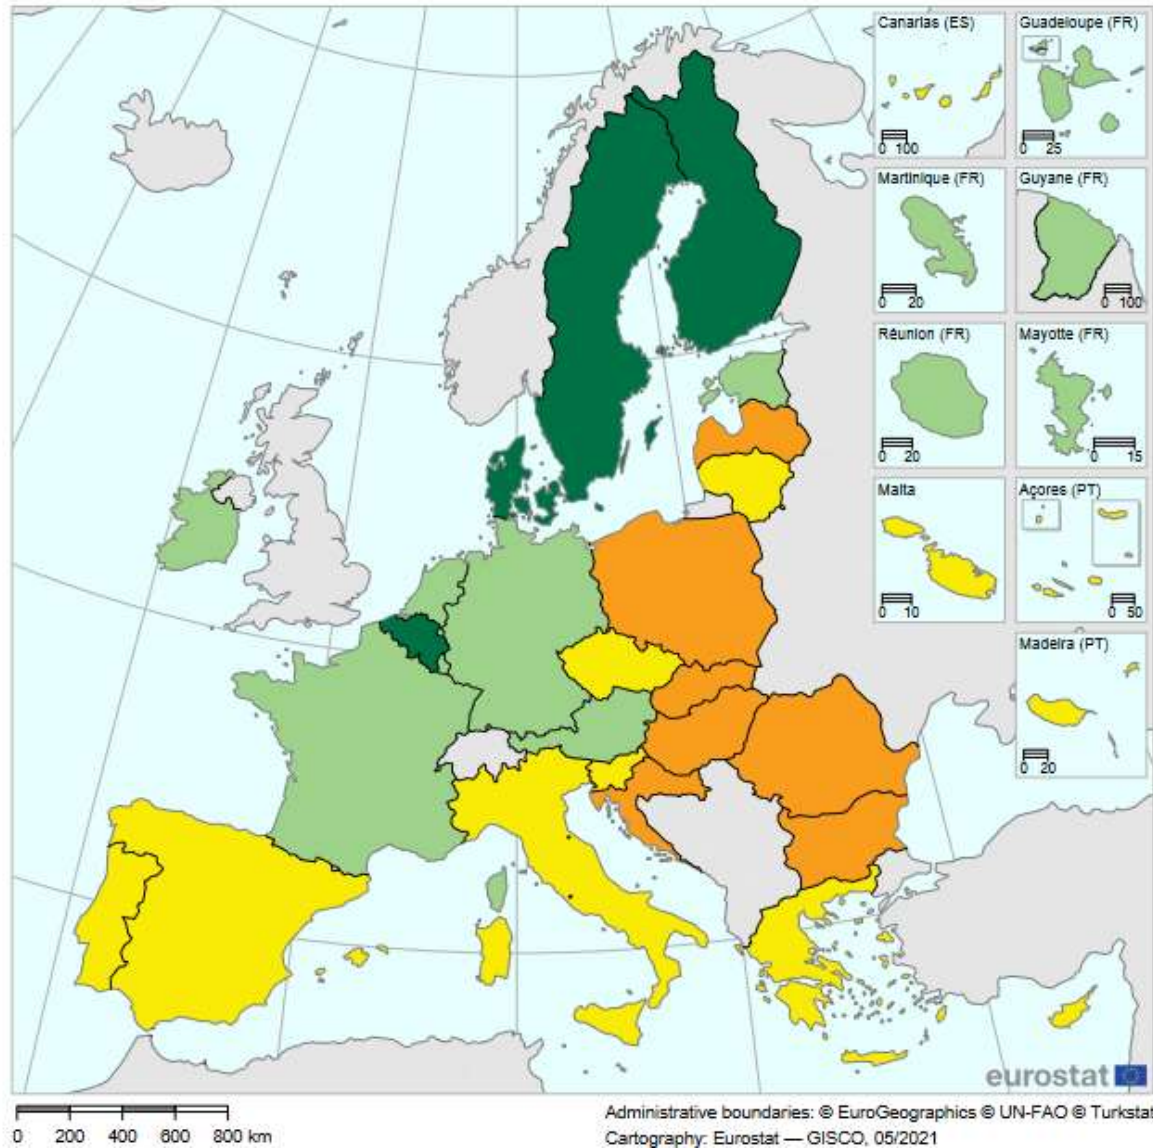 Canarias (ES)
0 100
Guadeloupe (FR)
0 25
Martinique (FR)
0 20
Guyane (FR)
0 100
Réunion (FR)
0 20
Mayotte (FR)
0 15
Malta
0 10
Açores (PT)
0 50
Madeira (PT)
0 20
eurostat
0 200 400 600 800 km
Administrative boundaries: © EuroGeographics © UN-FAO © Turkstat
Cartography: Eurostat — GISCO, 05/2021